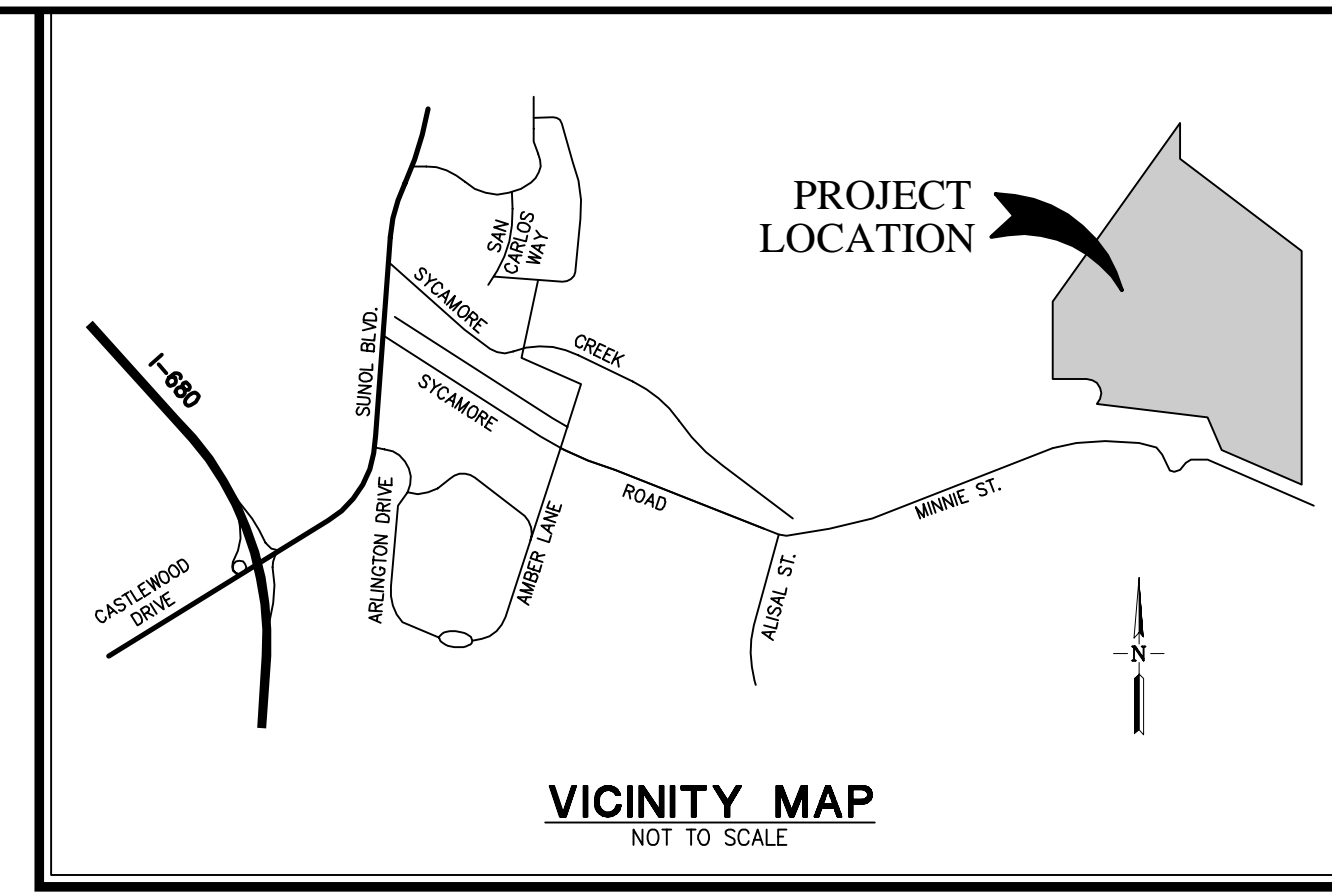 PROJECT
LOCATION
SAN
CARLOS
WAY
SYCAMORE
CREEK
SUNOL BLVD.
I-680
SYCAMORE
ROAD
MINNIE ST.
ARLINGTON DRIVE
AMBER LANE
CASTLEWOOD
DRIVE
ALISAL ST.
N
VICINITY MAP
NOT TO SCALE